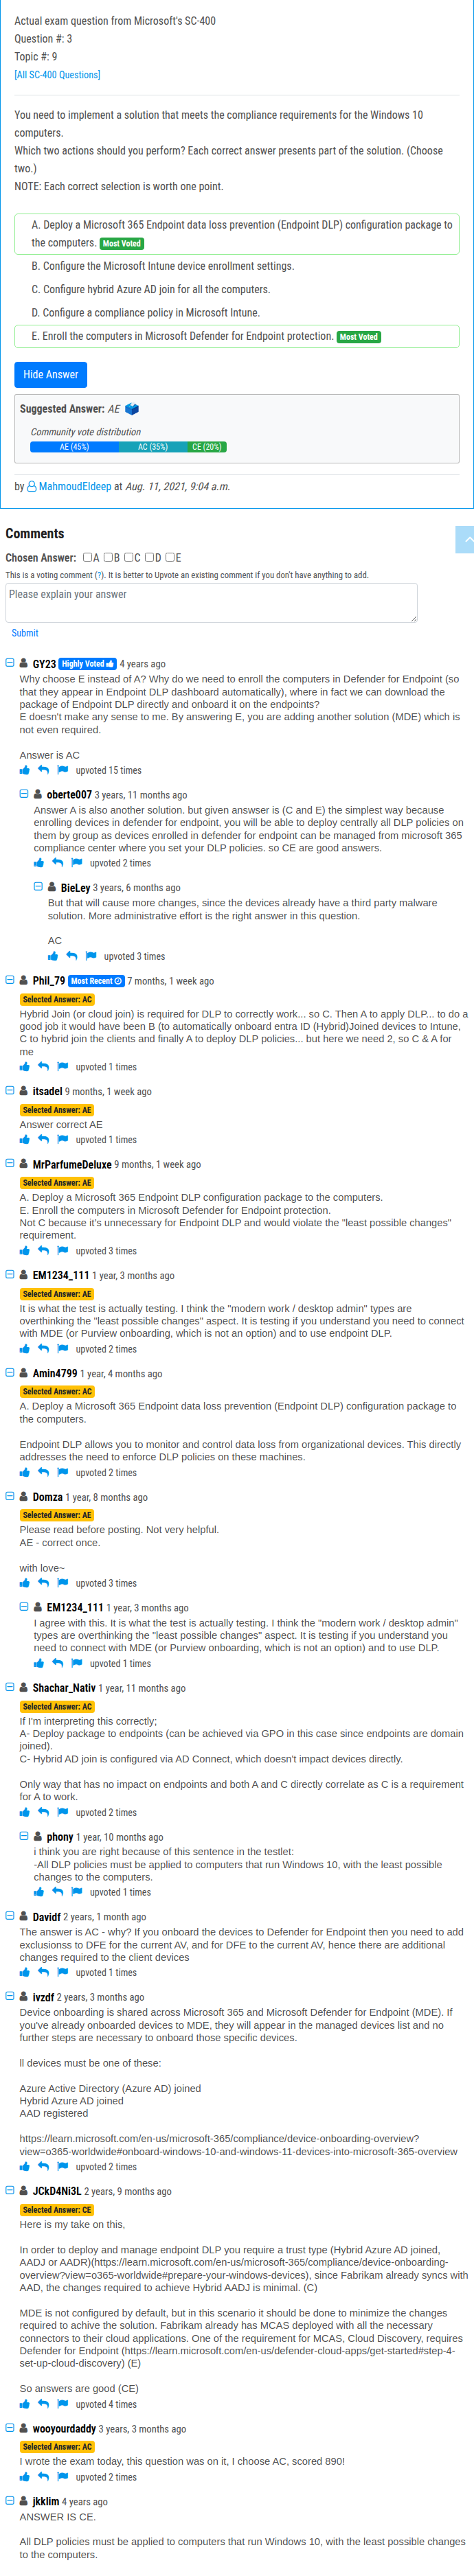 Actual exam question from Microsoft's SC-400
Question #: 3
Topic #: 9
[All SC-400 Questions]
You need to implement a solution that meets the compliance requirements for the Windows 10
computers.
Which two actions should you perform? Each correct answer presents part of the solution. (Choose
two.)
NOTE: Each correct selection is worth one point.
A. Deploy a Microsoft 365 Endpoint data loss prevention (Endpoint DLP) configuration package to
the computers. Most Voted
B. Configure the Microsoft Intune device enrollment settings.
C. Configure hybrid Azure AD join for all the computers.
D. Configure a compliance policy in Microsoft Intune.
E. Enroll the computers in Microsoft Defender for Endpoint protection. Most Voted
Hide Answer
Suggested Answer: AE
Community vote distribution
AE (45%) AC (35%) CE (20%)
by MahmoudEldeep at Aug. 11, 2021, 9:04 a.m.
Comments
Chosen Answer: A B C D E
This is a voting comment (?). It is better to Upvote an existing comment if you don't have anything to add.
Please explain your answer
Submit
GY23 Highly Voted 4 years ago
Why choose E instead of A? Why do we need to enroll the computers in Defender for Endpoint (so
that they appear in Endpoint DLP dashboard automatically), where in fact we can download the
package of Endpoint DLP directly and onboard it on the endpoints?
E doesn't make any sense to me. By answering E, you are adding another solution (MDE) which is
not even required.
Answer is AC
upvoted 15 times
oberte007 3 years, 11 months ago
Answer A is also another solution. but given answser is (C and E) the simplest way because
enrolling devices in defender for endpoint, you will be able to deploy centrally all DLP policies on
them by group as devices enrolled in defender for endpoint can be managed from microsoft 365
compliance center where you set your DLP policies. so CE are good answers.
upvoted 2 times
BieLey 3 years, 6 months ago
But that will cause more changes, since the devices already have a third party malware
solution. More administrative effort is the right answer in this question.
AC
upvoted 3 times
Phil_79 Most Recent 7 months, 1 week ago
Selected Answer: AC
Hybrid Join (or cloud join) is required for DLP to correctly work... so C. Then A to apply DLP... to do a
good job it would have been B (to automatically onboard entra ID (Hybrid)Joined devices to Intune,
C to hybrid join the clients and finally A to deploy DLP policies... but here we need 2, so C & A for
me
upvoted 1 times
itsadel 9 months, 1 week ago
Selected Answer: AE
Answer correct AE
upvoted 1 times
MrParfumeDeluxe 9 months, 1 week ago
Selected Answer: AE
A. Deploy a Microsoft 365 Endpoint DLP configuration package to the computers.
E. Enroll the computers in Microsoft Defender for Endpoint protection.
Not C because it's unnecessary for Endpoint DLP and would violate the "least possible changes"
requirement.
upvoted 3 times
EM1234_111 1 year, 3 months ago
Selected Answer: AE
It is what the test is actually testing. I think the "modern work / desktop admin" types are
overthinking the "least possible changes" aspect. It is testing if you understand you need to connect
with MDE (or Purview onboarding, which is not an option) and to use endpoint DLP.
upvoted 2 times
Amin4799 1 year, 4 months ago
Selected Answer: AC
A. Deploy a Microsoft 365 Endpoint data loss prevention (Endpoint DLP) configuration package to
the computers.
Endpoint DLP allows you to monitor and control data loss from organizational devices. This directly
addresses the need to enforce DLP policies on these machines.
upvoted 2 times
Domza 1 year, 8 months ago
Selected Answer: AE
Please read before posting. Not very helpful.
AE - correct one.
with love~
upvoted 3 times
EM1234_111 1 year, 3 months ago
I agree with this. It is what the test is actually testing. I think the "modern work / desktop admin"
types are overthinking the "least possible changes" aspect. It is testing if you understand you
need to connect with MDE (or Purview onboarding, which is not an option) and to use DLP.
upvoted 1 times
Shachar_Nativ 1 year, 11 months ago
Selected Answer: AC
If I'm interpreting this correctly;
A- Deploy package to endpoints (can be achieved via GPO in this case since endpoints are domain
joined).
C- Hybrid AD join is configured via AD Connect, which doesn't impact devices directly.
Only way that has no impact on endpoints and both A and C directly correlate as C is a requirement
for A to work.
upvoted 2 times
phony 1 year, 10 months ago
i think you are right because of this sentence in the testlet:
-All DLP policies must be applied to computers that run Windows 10, with the least possible
changes to the computers.
upvoted 1 times
Davidf 2 years, 1 month ago
The answer is AC - why? If you onboard the devices to Defender for Endpoint then you need to add
exclusionss to DFE for the current AV, and for DFE to the current AV, hence there are additional
changes required to the client devices
upvoted 1 times
ivzdf 2 years, 3 months ago
Device onboarding is shared across Microsoft 365 and Microsoft Defender for Endpoint (MDE). If
you've already onboarded devices to MDE, they will appear in the managed devices list and no
further steps are necessary to onboard those specific devices.
ll devices must be one of these:
Azure Active Directory (Azure AD) joined
Hybrid Azure AD joined
AAD registered
https://learn.microsoft.com/en-us/microsoft-365/compliance/device-onboarding-overview?
view=o365-worldwide#onboard-windows-10-and-windows-11-devices-into-microsoft-365-overview
upvoted 2 times
JCkD4Ni3L 2 years, 9 months ago
Selected Answer: CE
Here is my take on this,
In order to deploy and manage endpoint DLP you require a trust type (Hybrid Azure AD joined,
AADJ or AADR)(https://learn.microsoft.com/en-us/microsoft-365/compliance/device-onboarding-
overview?view=o365-worldwide#prepare-your-windows-devices), since Fabrikam already syncs with
AAD, the changes required to achieve Hybrid AADJ is minimal. (C)
MDE is not configured by default, but in this scenario it should be done to minimize the changes
required to achive the solution. Fabrikam already has MCAS deployed with all the necessary
connectors to their cloud applications. One of the requirement for MCAS, Cloud Discovery, requires
Defender for Endpoint (https://learn.microsoft.com/en-us/defender-cloud-apps/get-started#step-4-
set-up-cloud-discovery) (E)
So answers are good (CE)
upvoted 4 times
wooyourdaddy 3 years, 3 months ago
Selected Answer: AC
I wrote the exam today, this question was on it, I choose AC, scored 890!
upvoted 2 times
jkklim 4 years ago
ANSWER IS CE.
All DLP policies must be applied to computers that run Windows 10, with the least possible changes
to the computers.